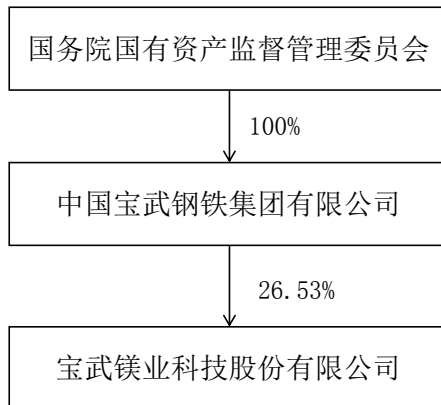 国务院国有资产监督管理委员会
100%
中国宝武钢铁集团有限公司
26.53%
宝武镁业科技股份有限公司